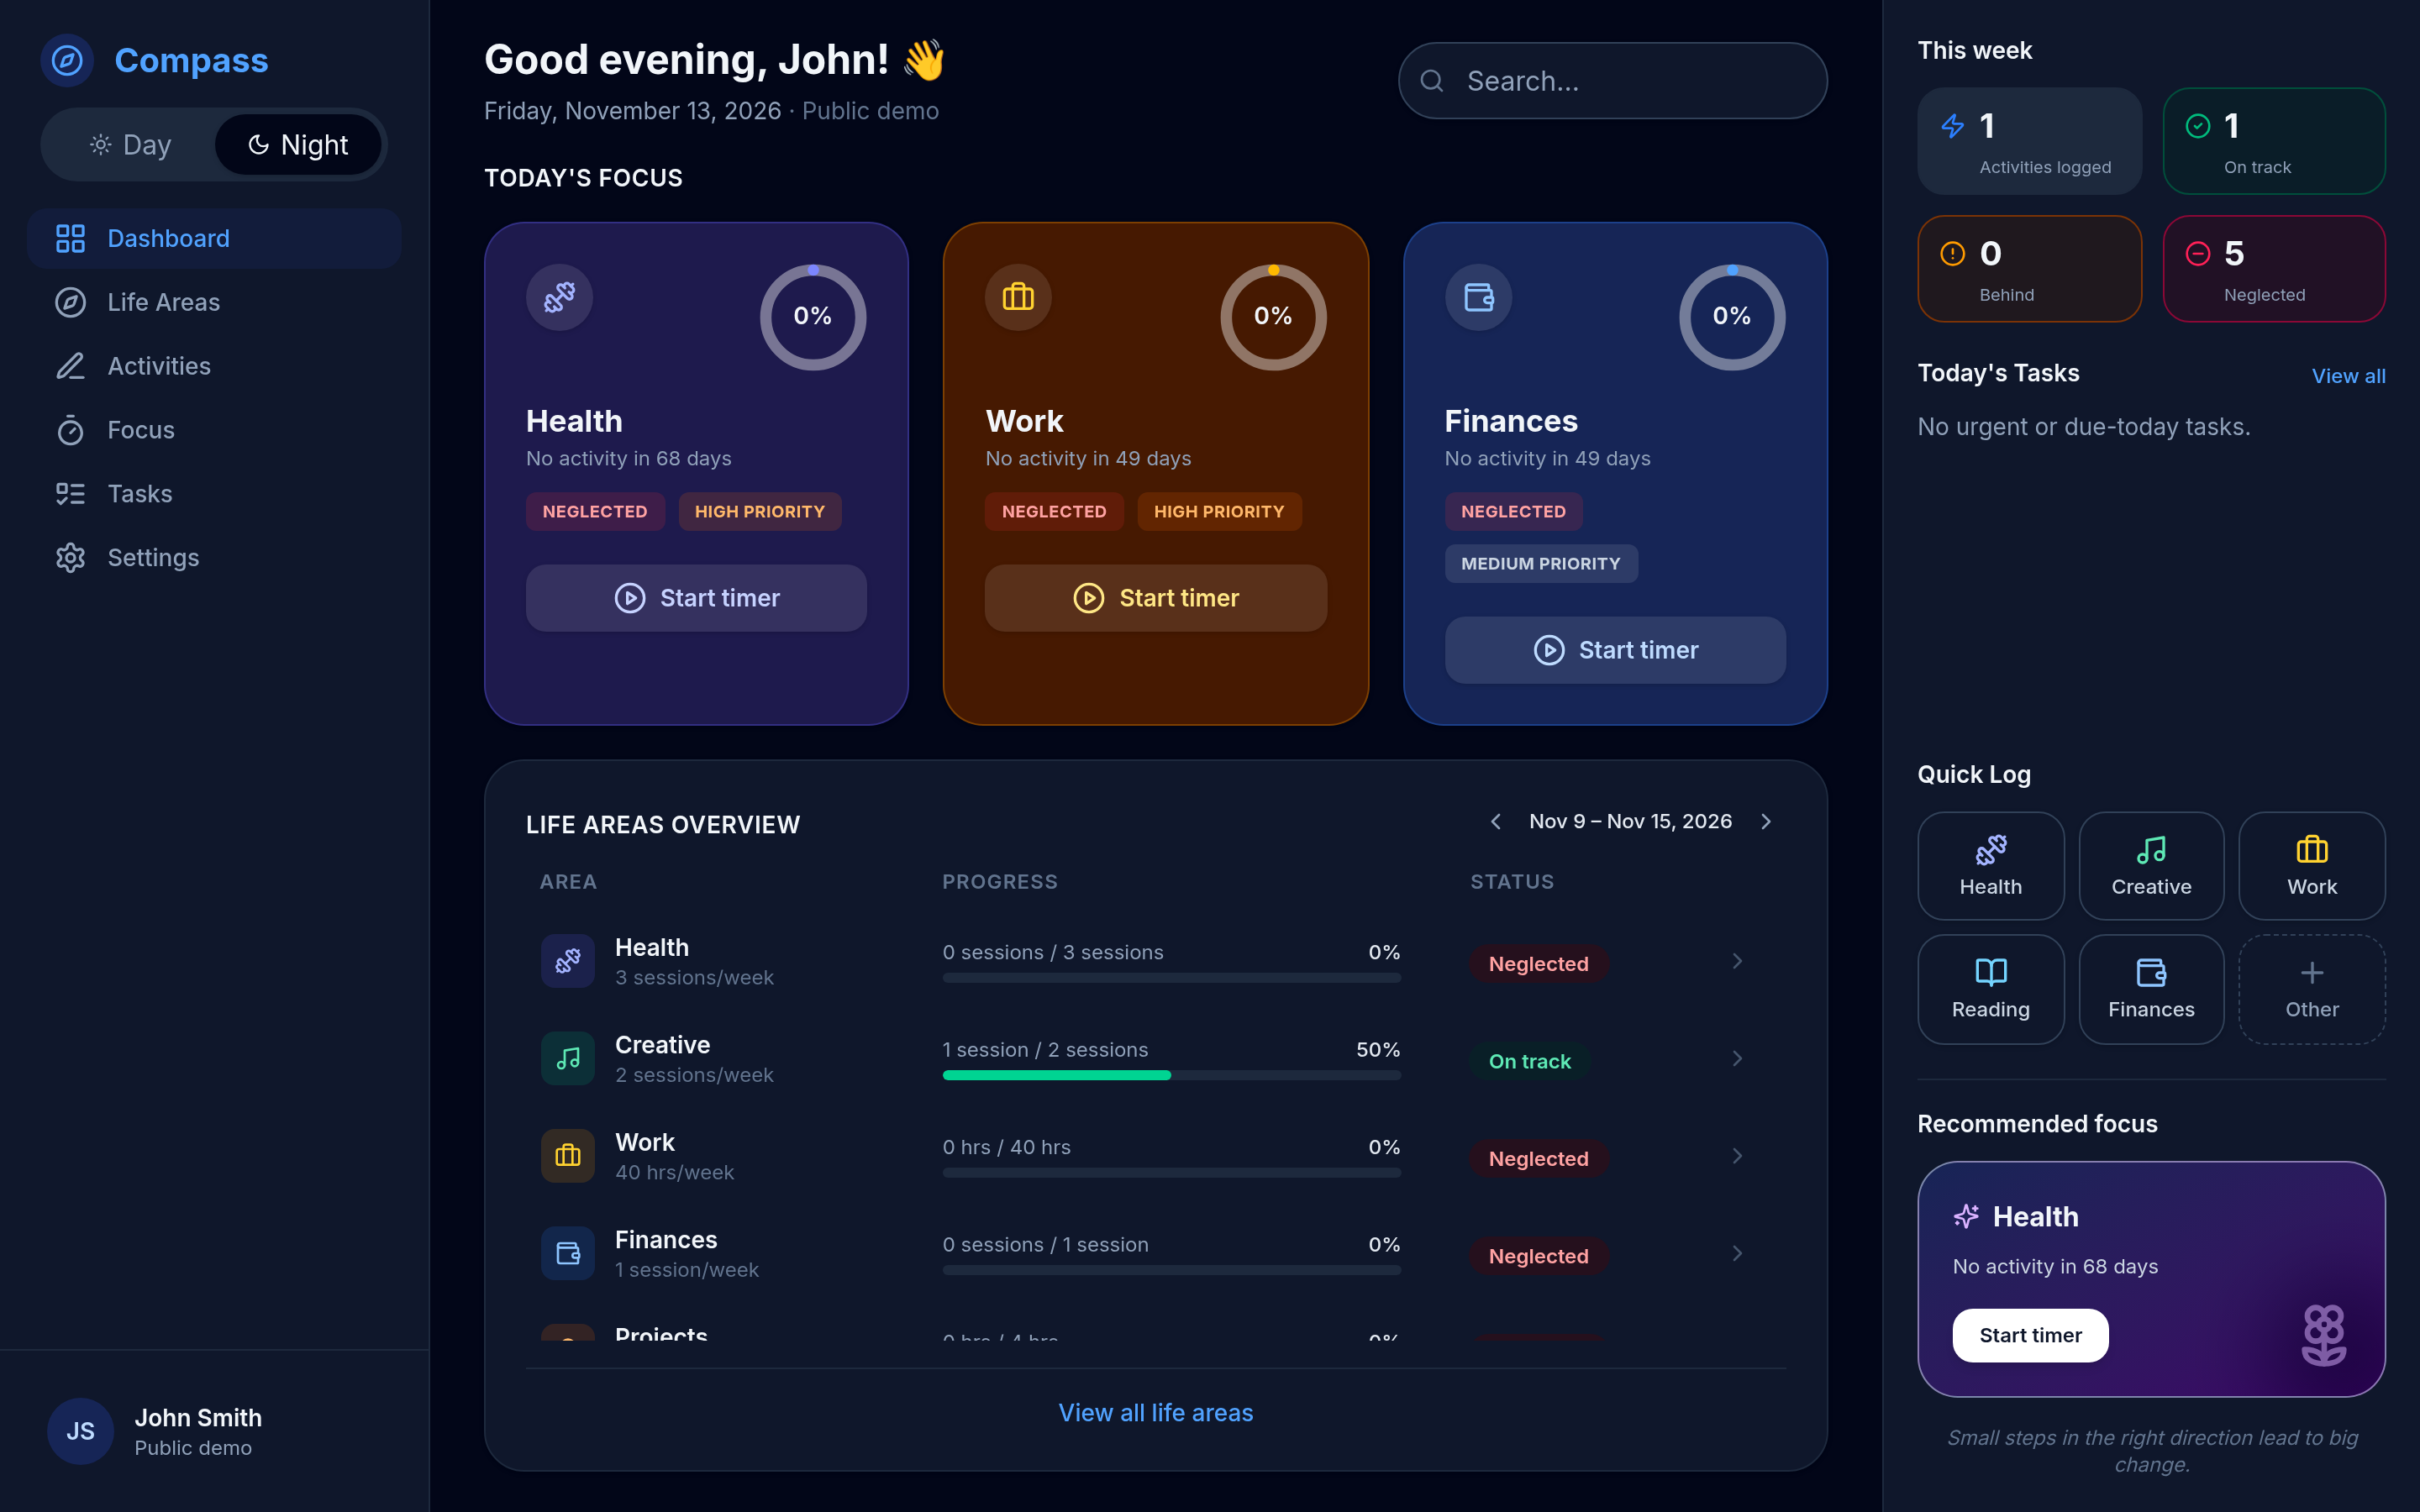 Compass
Day
Night
Dashboard
Life Areas
Activities
Focus
Tasks
Settings
JS
John Smith
Public demo
Good evening, John! 👋
Friday, November 13, 2026 · Public demo
Search...
TODAY'S FOCUS
0%
Health
No activity in 68 days
NEGLECTED
HIGH PRIORITY
Start timer
0%
Work
No activity in 49 days
NEGLECTED
HIGH PRIORITY
Start timer
0%
Finances
No activity in 49 days
NEGLECTED
MEDIUM PRIORITY
Start timer
LIFE AREAS OVERVIEW
Nov 9 – Nov 15, 2026
AREA
PROGRESS
STATUS
Health
3 sessions/week
0 sessions / 3 sessions
0%
Neglected
Creative
2 sessions/week
1 session / 2 sessions
50%
On track
Work
40 hrs/week
0 hrs / 40 hrs
0%
Neglected
Finances
1 session/week
0 sessions / 1 session
0%
Neglected
Projects
0 hrs / 4 hrs
0%
View all life areas
This week
1
Activities logged
1
On track
0
Behind
5
Neglected
Today's Tasks
View all
No urgent or due-today tasks.
Quick Log
Health
Creative
Work
Reading
Finances
Other
Recommended focus
Health
No activity in 68 days
Start timer
Small steps in the right direction lead to big
change.